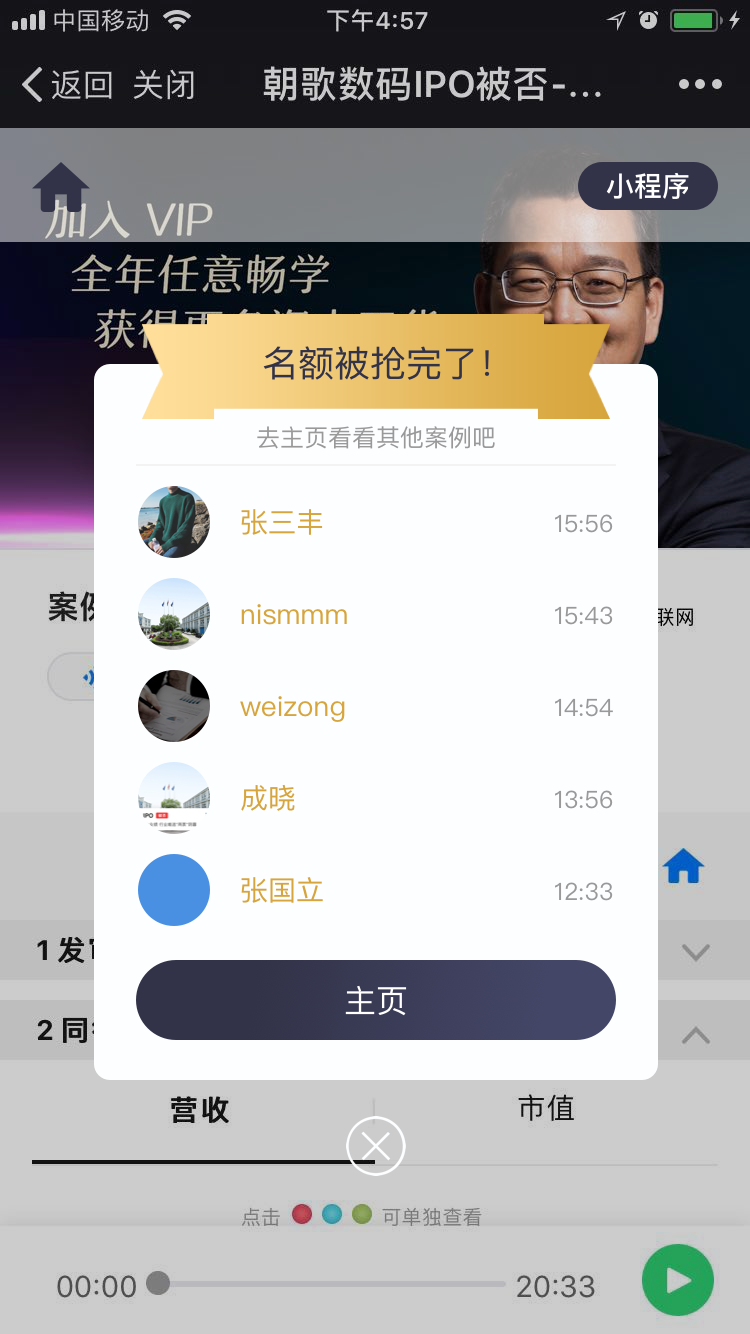 中国移动
下午4:57
返回 关闭
朝歌数码IPO被否-...
小程序
加入 VIP
全年任意畅学
获得
名额被抢完了！
去主页看看其他案例吧
张三丰 15:56
nismmm 15:43
weizong 14:54
成晓 13:56
张国立 12:33
主页
案例
联网
1 发审
2 同
营收
市值
点击 可单独查看
00:00
20:33